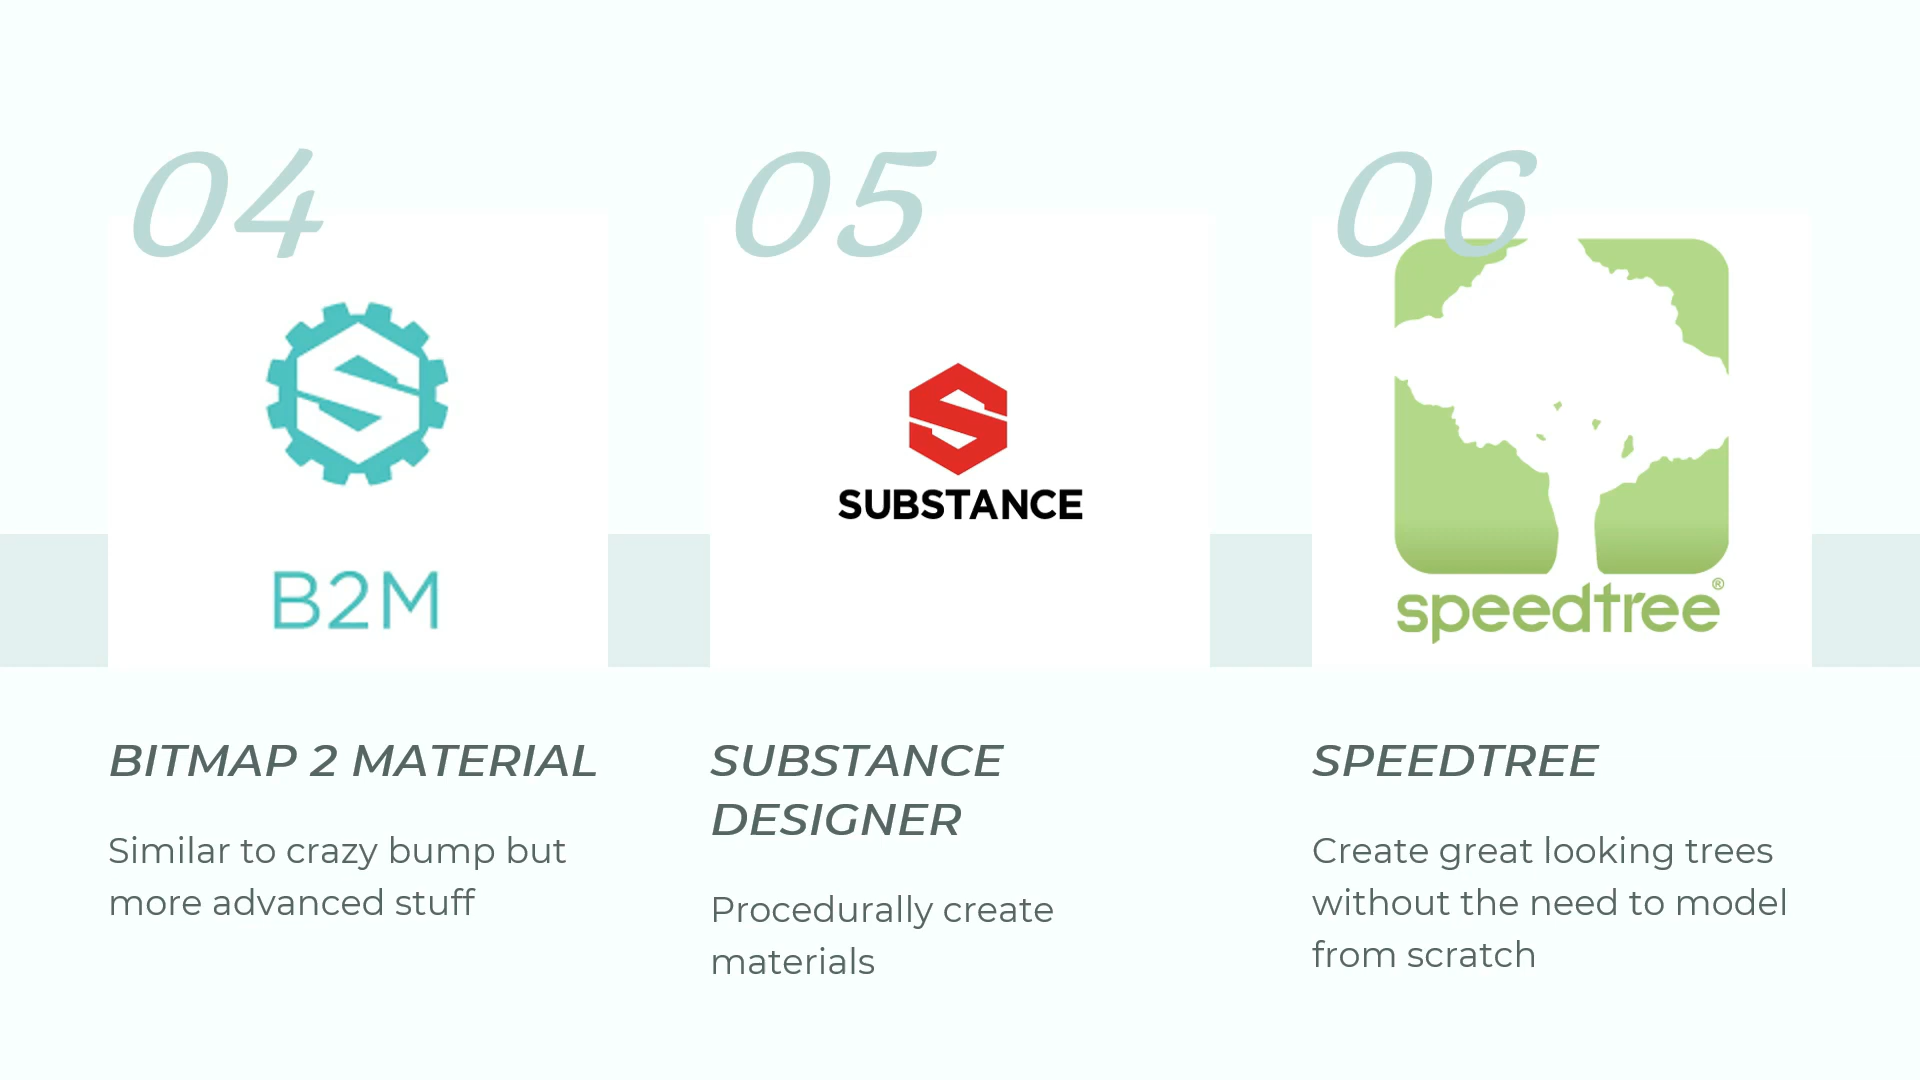 04
B2M
BITMAP 2 MATERIAL
Similar to crazy bump but
more advanced stuff
05
SUBSTANCE
SUBSTANCE
DESIGNER
Procedurally create
materials
06
speedtree®
SPEEDTREE
Create great looking trees
without the need to model
from scratch